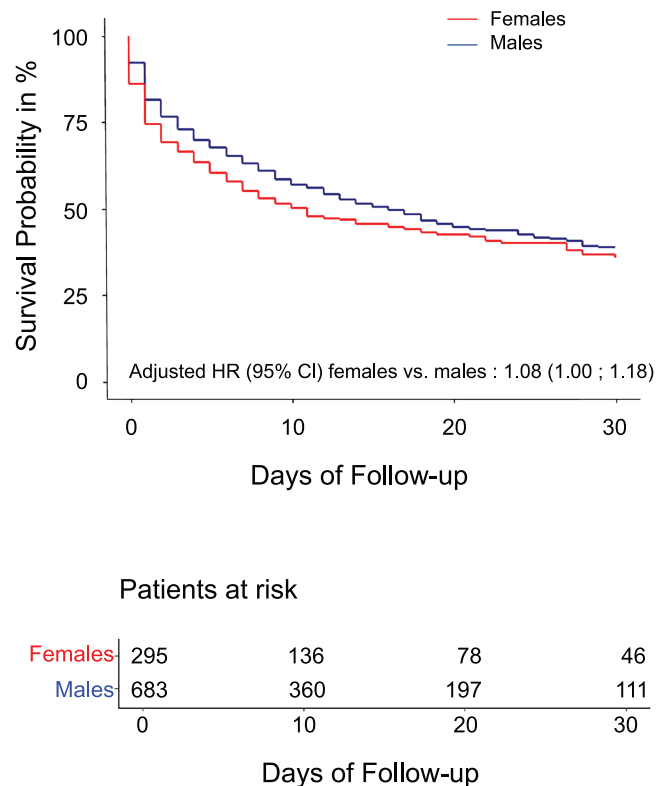 Females
Males
Survival Probability in %
100
75
50
25
0
Adjusted HR (95% CI) females vs. males : 1.08 (1.00 ; 1.18)
0 10 20 30
Days of Follow-up
Patients at risk
Females 295 136 78 46
Males 683 360 197 111
0 10 20 30
Days of Follow-up